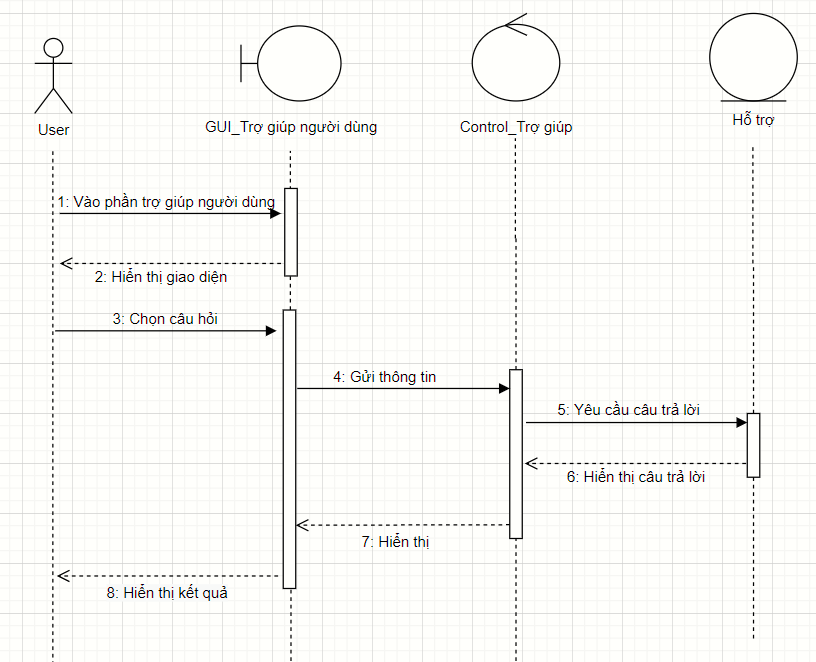 User
GUI_Trợ giúp người dùng
Control_Trợ giúp
Hỗ trợ
1: Vào phần trợ giúp người dùng
2: Hiển thị giao diện
3: Chọn câu hỏi
4: Gửi thông tin
5: Yêu cầu câu trả lời
6: Hiển thị câu trả lời
7: Hiển thị
8: Hiển thị kết quả